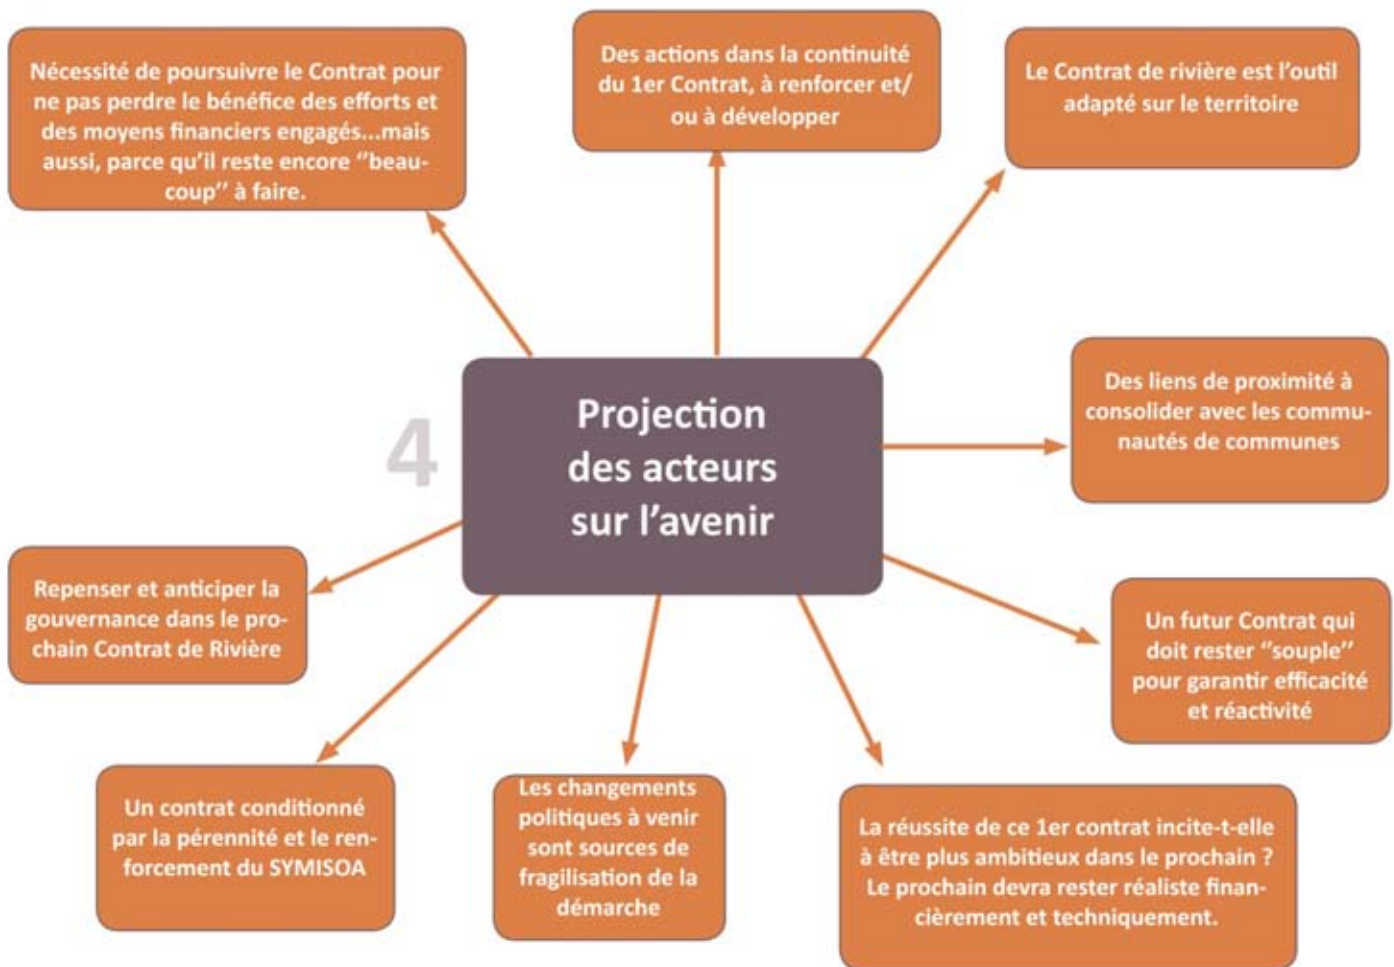 Nécessité de poursuivre le Contrat pour
ne pas perdre le bénéfice des efforts et
des moyens financiers engagés...mais
aussi, parce qu'il reste encore ‘‘beau-
coup’’ à faire.
Des actions dans la continuité
du 1er Contrat, à renforcer et/
ou à développer
Le Contrat de rivière est l'outil
adapté sur le territoire
Projection
des acteurs
sur l'avenir
4
Des liens de proximité à
consolider avec les commu-
nautés de communes
Repenser et anticiper la
gouvernance dans le pro-
chain Contrat de Rivière
Un futur Contrat qui
doit rester ‘‘souple’’
pour garantir efficacité
et réactivité
Un contrat conditionné
par la pérennité et le ren-
forcement du SYMISOA
Les changements
politiques à venir
sont sources de
fragilisation de la
démarche
La réussite de ce 1er contrat incite-t-elle
à être plus ambitieux dans le prochain ?
Le prochain devra rester réaliste finan-
cièrement et techniquement.